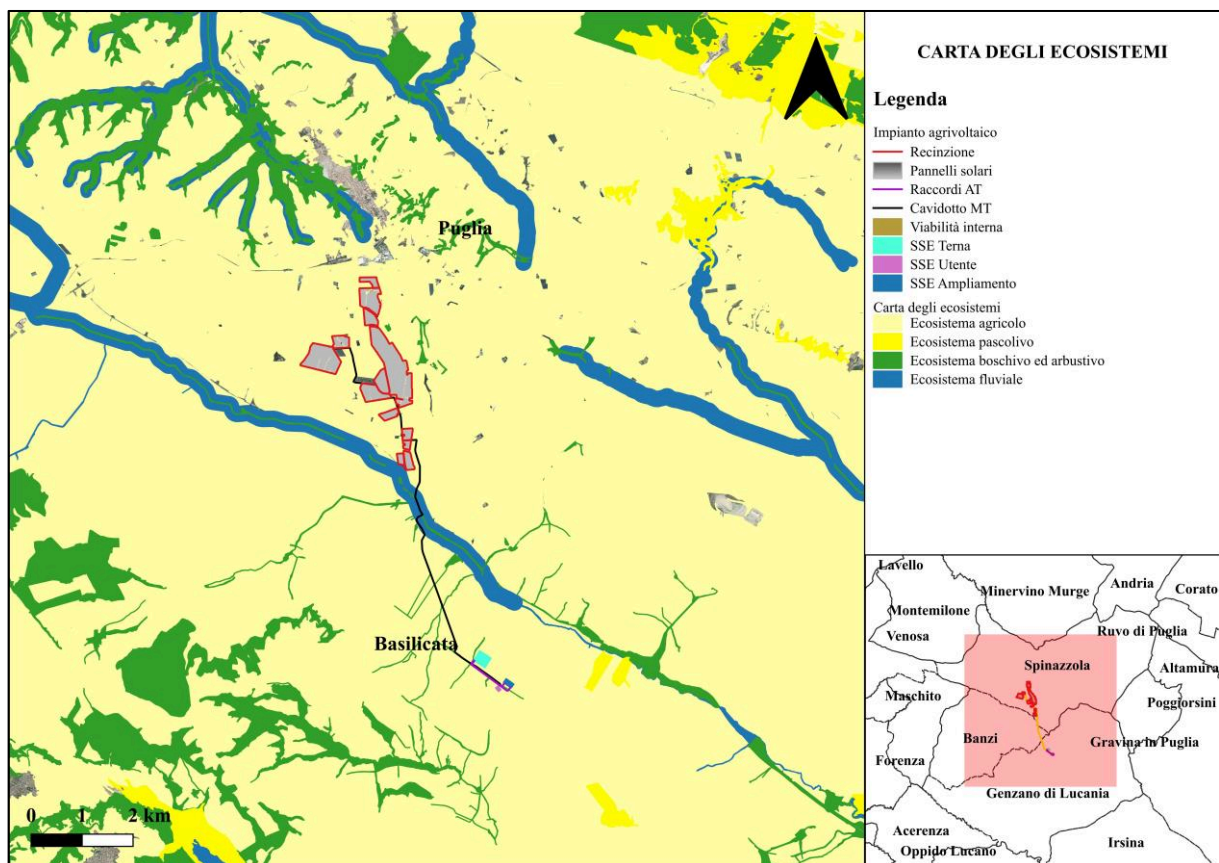 Puglia
Basilicata
0 1 2 km
CARTA DEGLI ECOSISTEMI
Legenda
Impianto agrivoltaico
Recinzione
Pannelli solari
Raccordi AT
Cavidotto MT
Viabilità interna
SSE Terna
SSE Utente
SSE Ampliamento
Carta degli ecosistemi
Ecosistema agricolo
Ecosistema pascolivo
Ecosistema boschivo ed arbustivo
Ecosistema fluviale
Lavello
Minervino Murge
Andria
Corato
Montemilone
Venosa
Ruvo di Puglia
Spinazzola
Altamura
Maschito
Poggiorsini
Banzi
Gravina in Puglia
Forenza
Genzano di Lucania
Acerenza
Oppido Lucano
Irsina